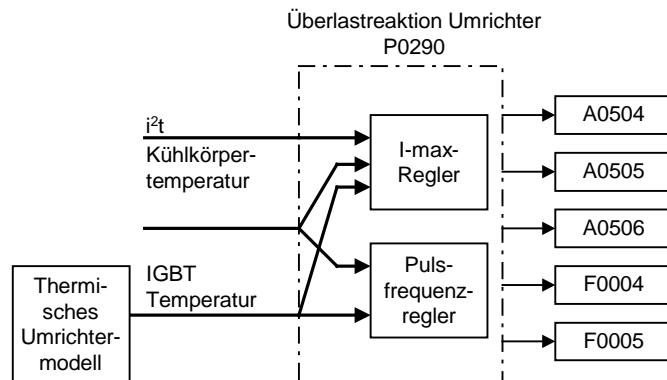 Überlastreaktion Umrichter
P0290
i²t
Kühlkörper-
temperatur
IGBT
Temperatur
Thermi-
sches
Umrichter-
modell
I-max-
Regler
Puls-
frequenz-
regler
A0504
A0505
A0506
F0004
F0005